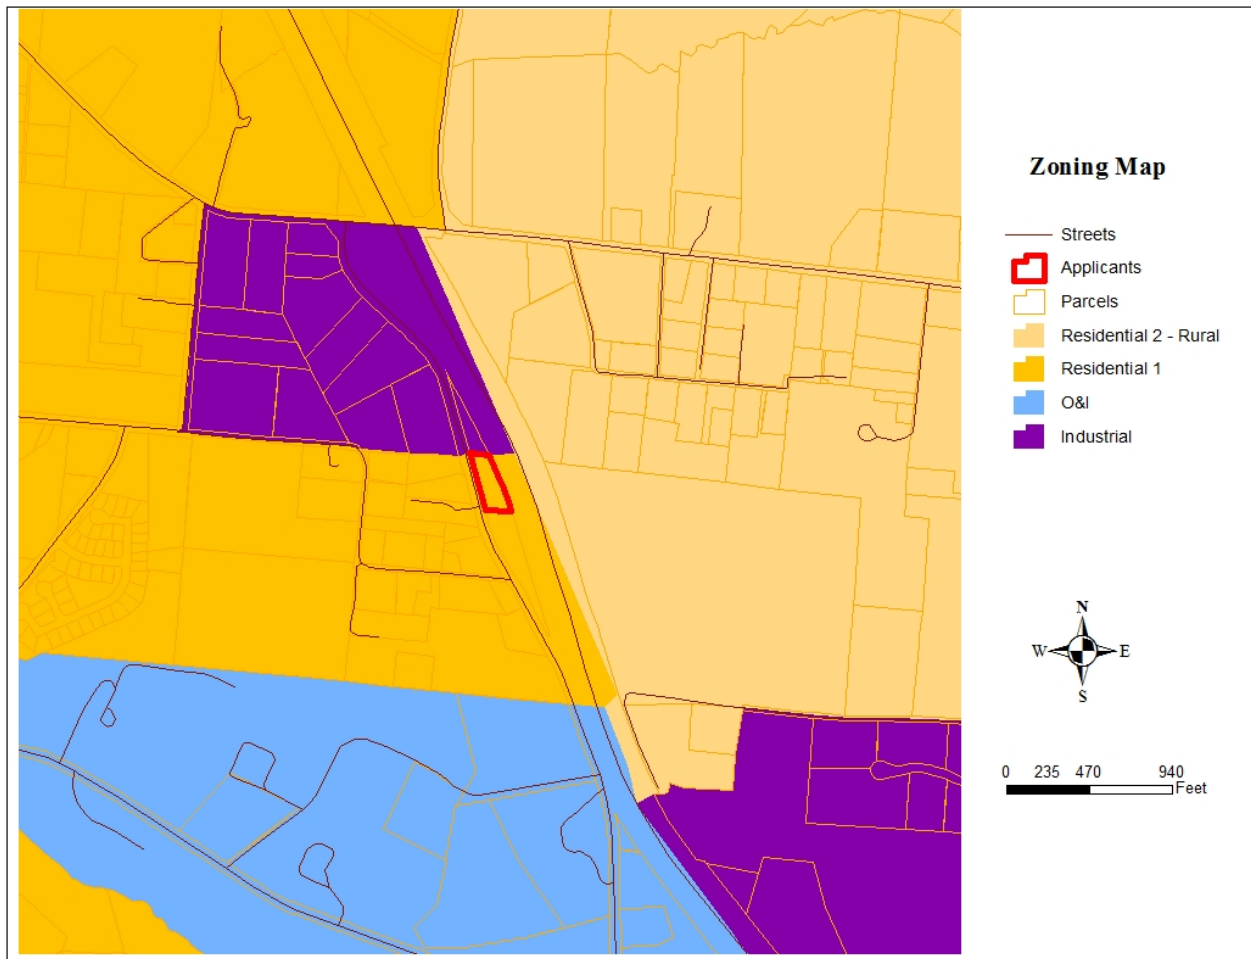 Zoning Map
Streets
Applicants
Parcels
Residential 2 - Rural
Residential 1
O&I
Industrial
N
W E
S
0 235 470 940
Feet